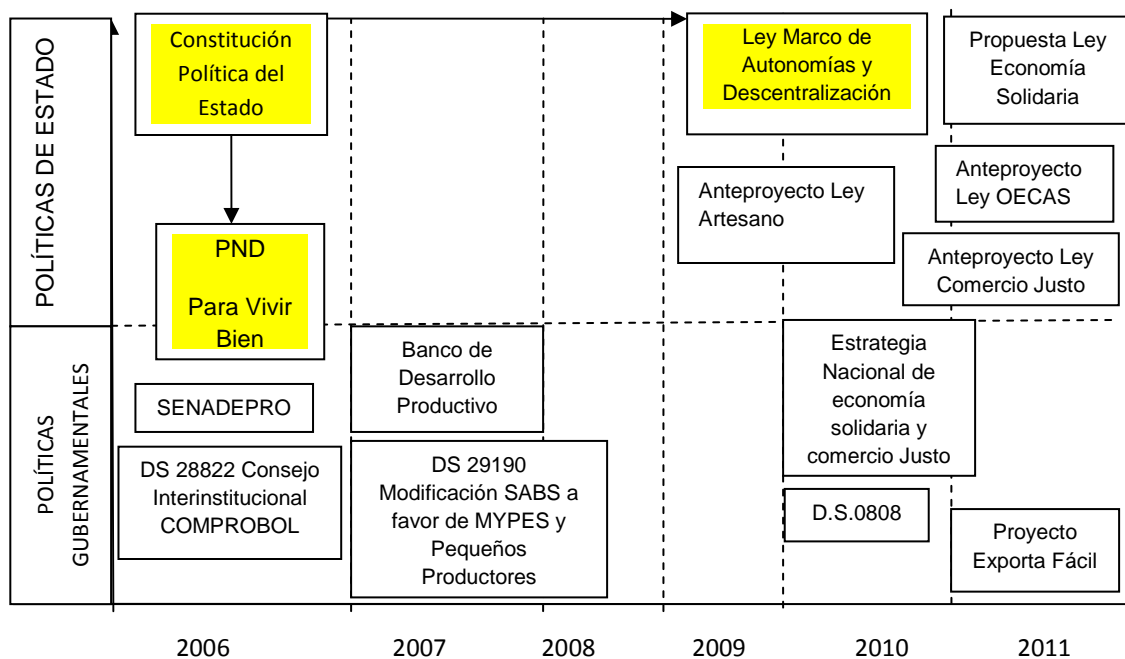 POLÍTICAS DE ESTADO
Constitución
Política del
Estado
Ley Marco de
Autonomías y
Descentralización
Propuesta Ley
Economía
Solidaria
Anteproyecto Ley
Artesano
Anteproyecto
Ley OECAS
PND
Para Vivir
Bien
Anteproyecto Ley
Comercio Justo
POLÍTICAS
GUBERNAMENTALES
SENADEPRO
Banco de
Desarrollo
Productivo
Estrategia
Nacional de
economía
solidaria y
comercio Justo
DS 28822 Consejo
Interinstitucional
COMPROBOL
DS 29190
Modificación SABS a
favor de MYPES y
Pequeños
Productores
D.S.0808
Proyecto
Exporta Fácil
2006 2007 2008 2009 2010 2011